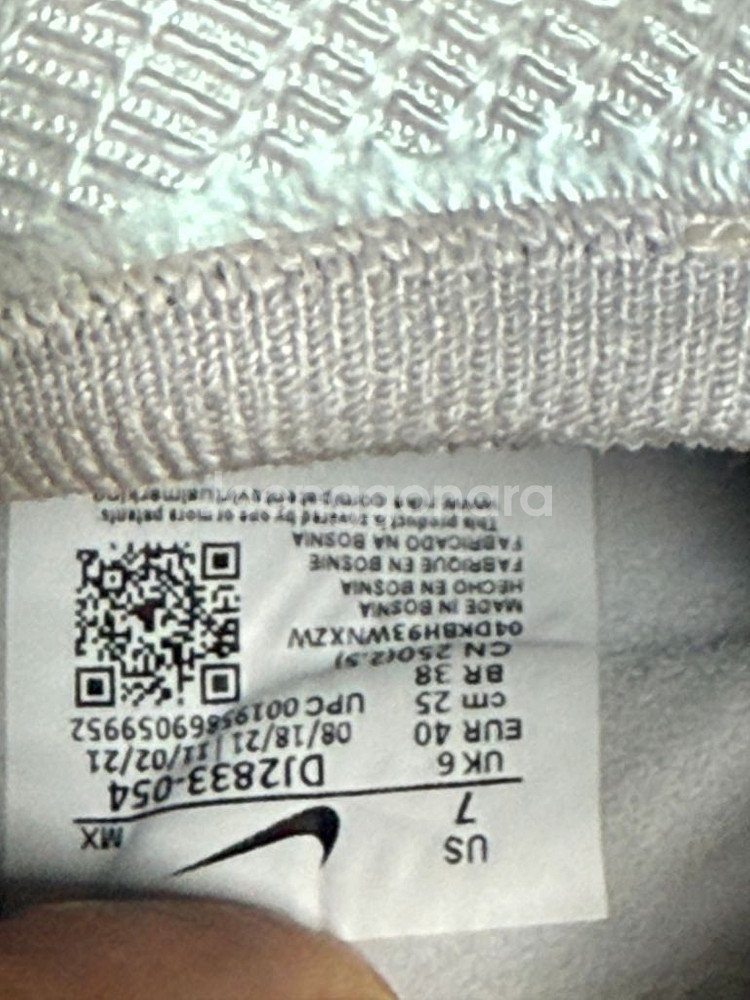 US
7
MX
UK 6
DJ2833-054
EUR 40
08/18/21 | 11/02/21
cm 25
UPC 00195869059952
BR 38
CN 250(2.5)
04DKBH93WNXZW
MADE IN BOSNIA
HECHO EN BOSNIA
FABRIQUE EN BOSNIE
FABRICADO NA BOSNIA
This product is covered by one or more patents.